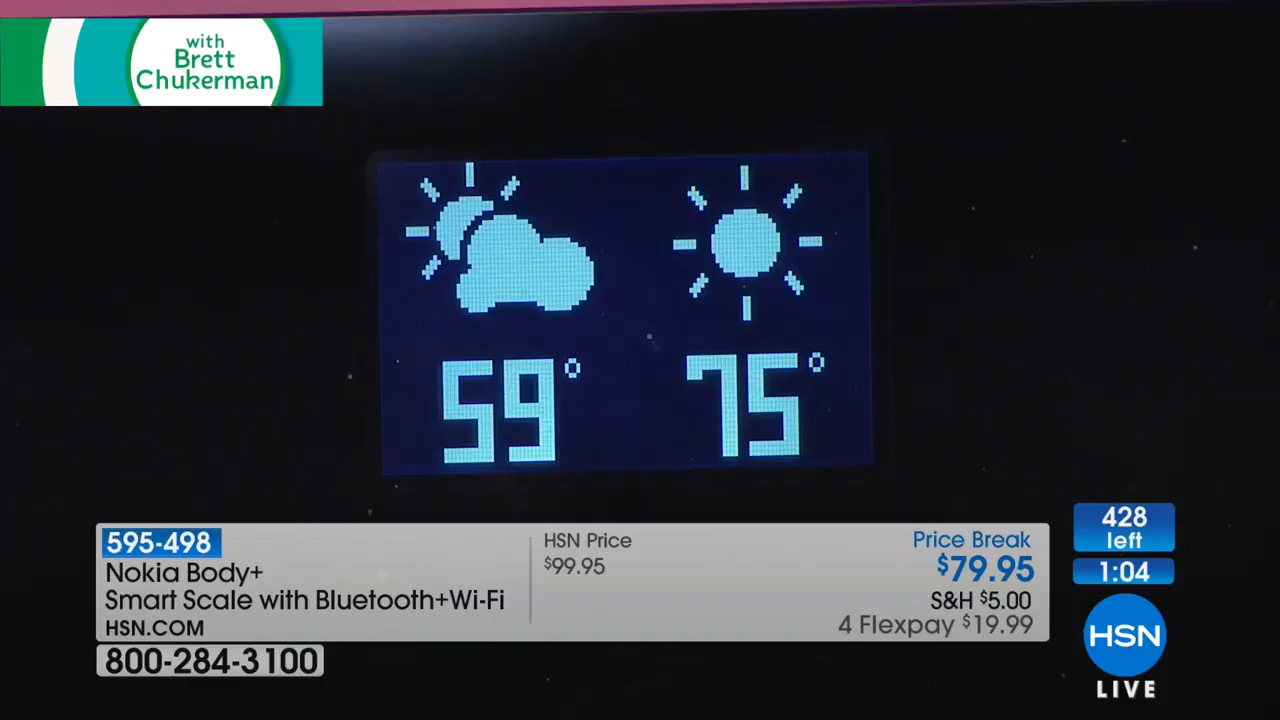 with
Brett
Chukerman
59° 75°
595-498
Nokia Body+
Smart Scale with Bluetooth+Wi-Fi
HSN.COM
800-284-3100
HSN Price
$99.95
Price Break
$79.95
S&H $5.00
4 Flexpay $19.99
428
left
1:04
HSN
LIVE